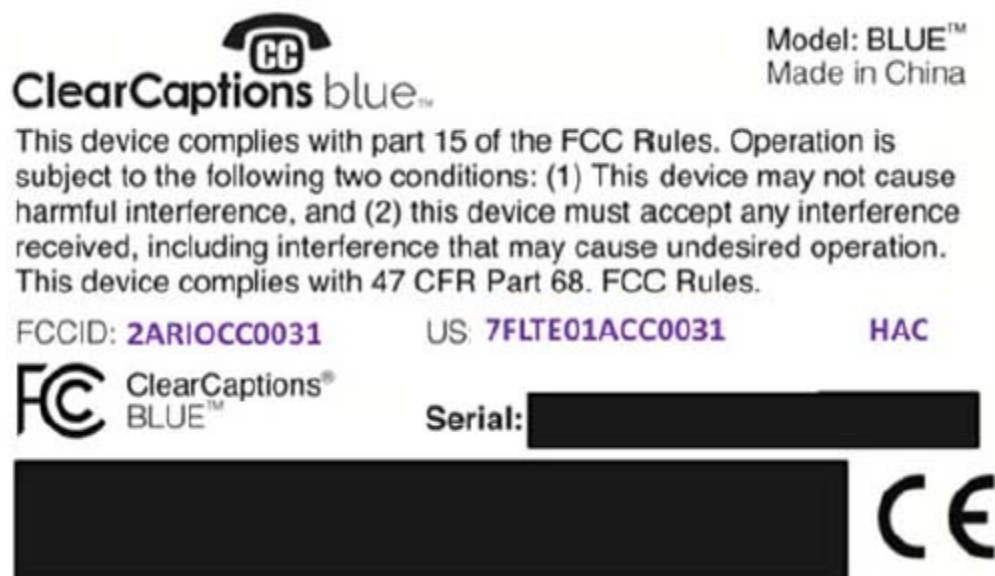 CC
ClearCaptions blue™
Model: BLUE™
Made in China
This device complies with part 15 of the FCC Rules. Operation is
subject to the following two conditions: (1) This device may not cause
harmful interference, and (2) this device must accept any interference
received, including interference that may cause undesired operation.
This device complies with 47 CFR Part 68. FCC Rules.
FCCID: 2ARIOCC0031 US: 7FLTE01ACC0031 HAC
FC ClearCaptions®
BLUE™
Serial:
CE